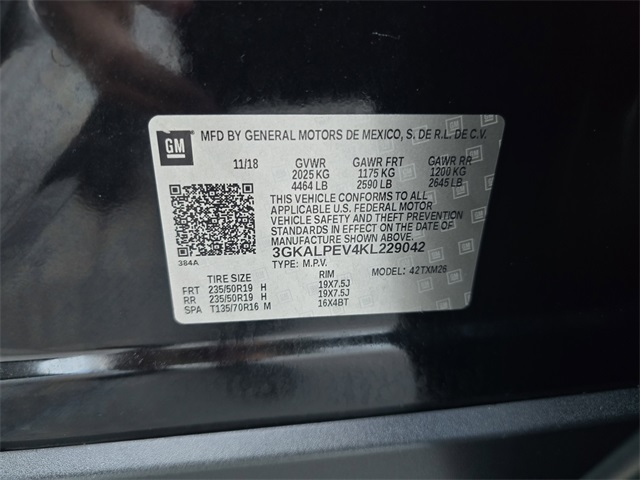 GM
MFD BY GENERAL MOTORS DE MEXICO, S. DE R.L. DE C.V.
11/18 GVWR GAWR FRT GAWR RR
2025 KG 1175 KG 1200 KG
4464 LB 2590 LB 2645 LB
THIS VEHICLE CONFORMS TO ALL
APPLICABLE U.S. FEDERAL MOTOR
VEHICLE SAFETY AND THEFT PREVENTION
STANDARDS IN EFFECT ON THE DATE OF
MANUFACTURE SHOWN ABOVE.
3GKALPEV4KL229042
384A
TYPE: M.P.V. MODEL: 42TXM26
TIRE SIZE RIM
FRT 235/50R19 H 19X7.5J
RR 235/50R19 H 19X7.5J
SPA T135/70R16 M 16X4BT